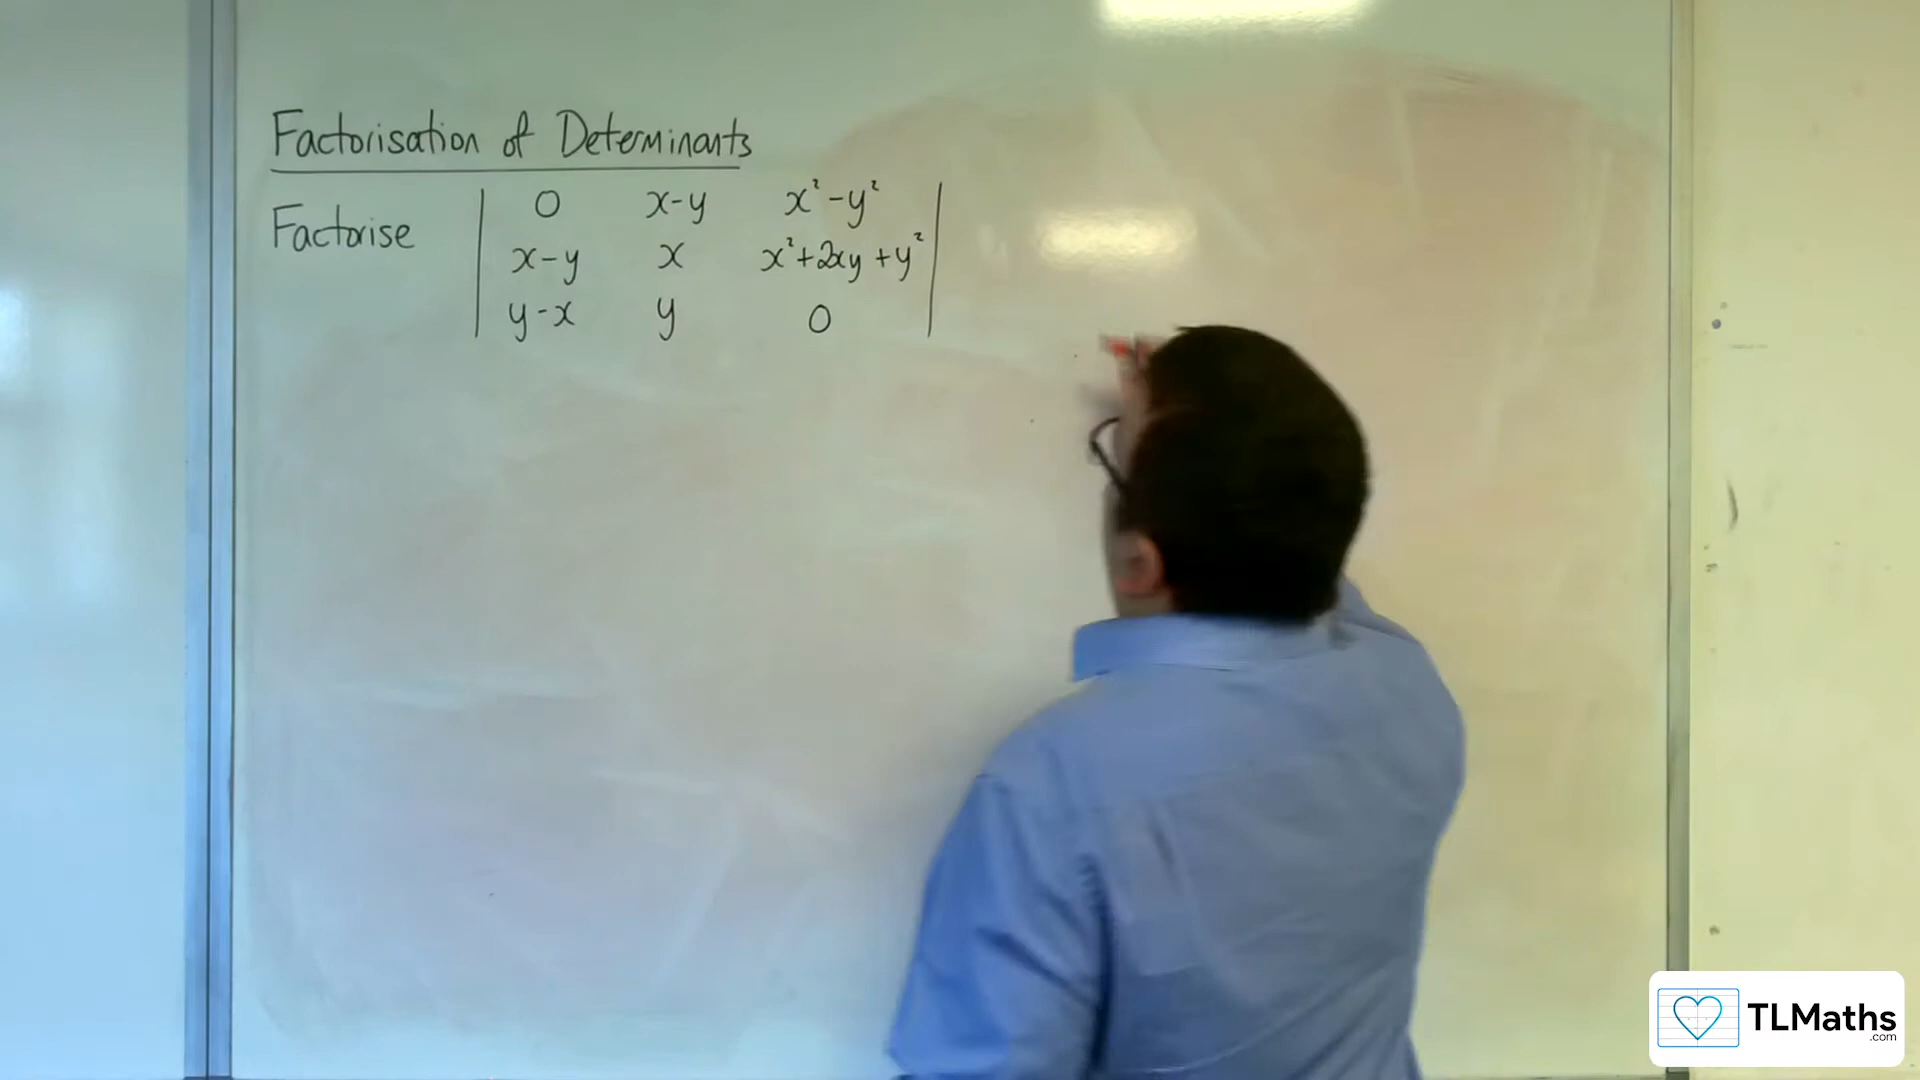 Factorisation of Determinants
Factorise
0 x-y x²-y²
x-y x x²+2xy+y²
y-x y 0
TLMaths
.com